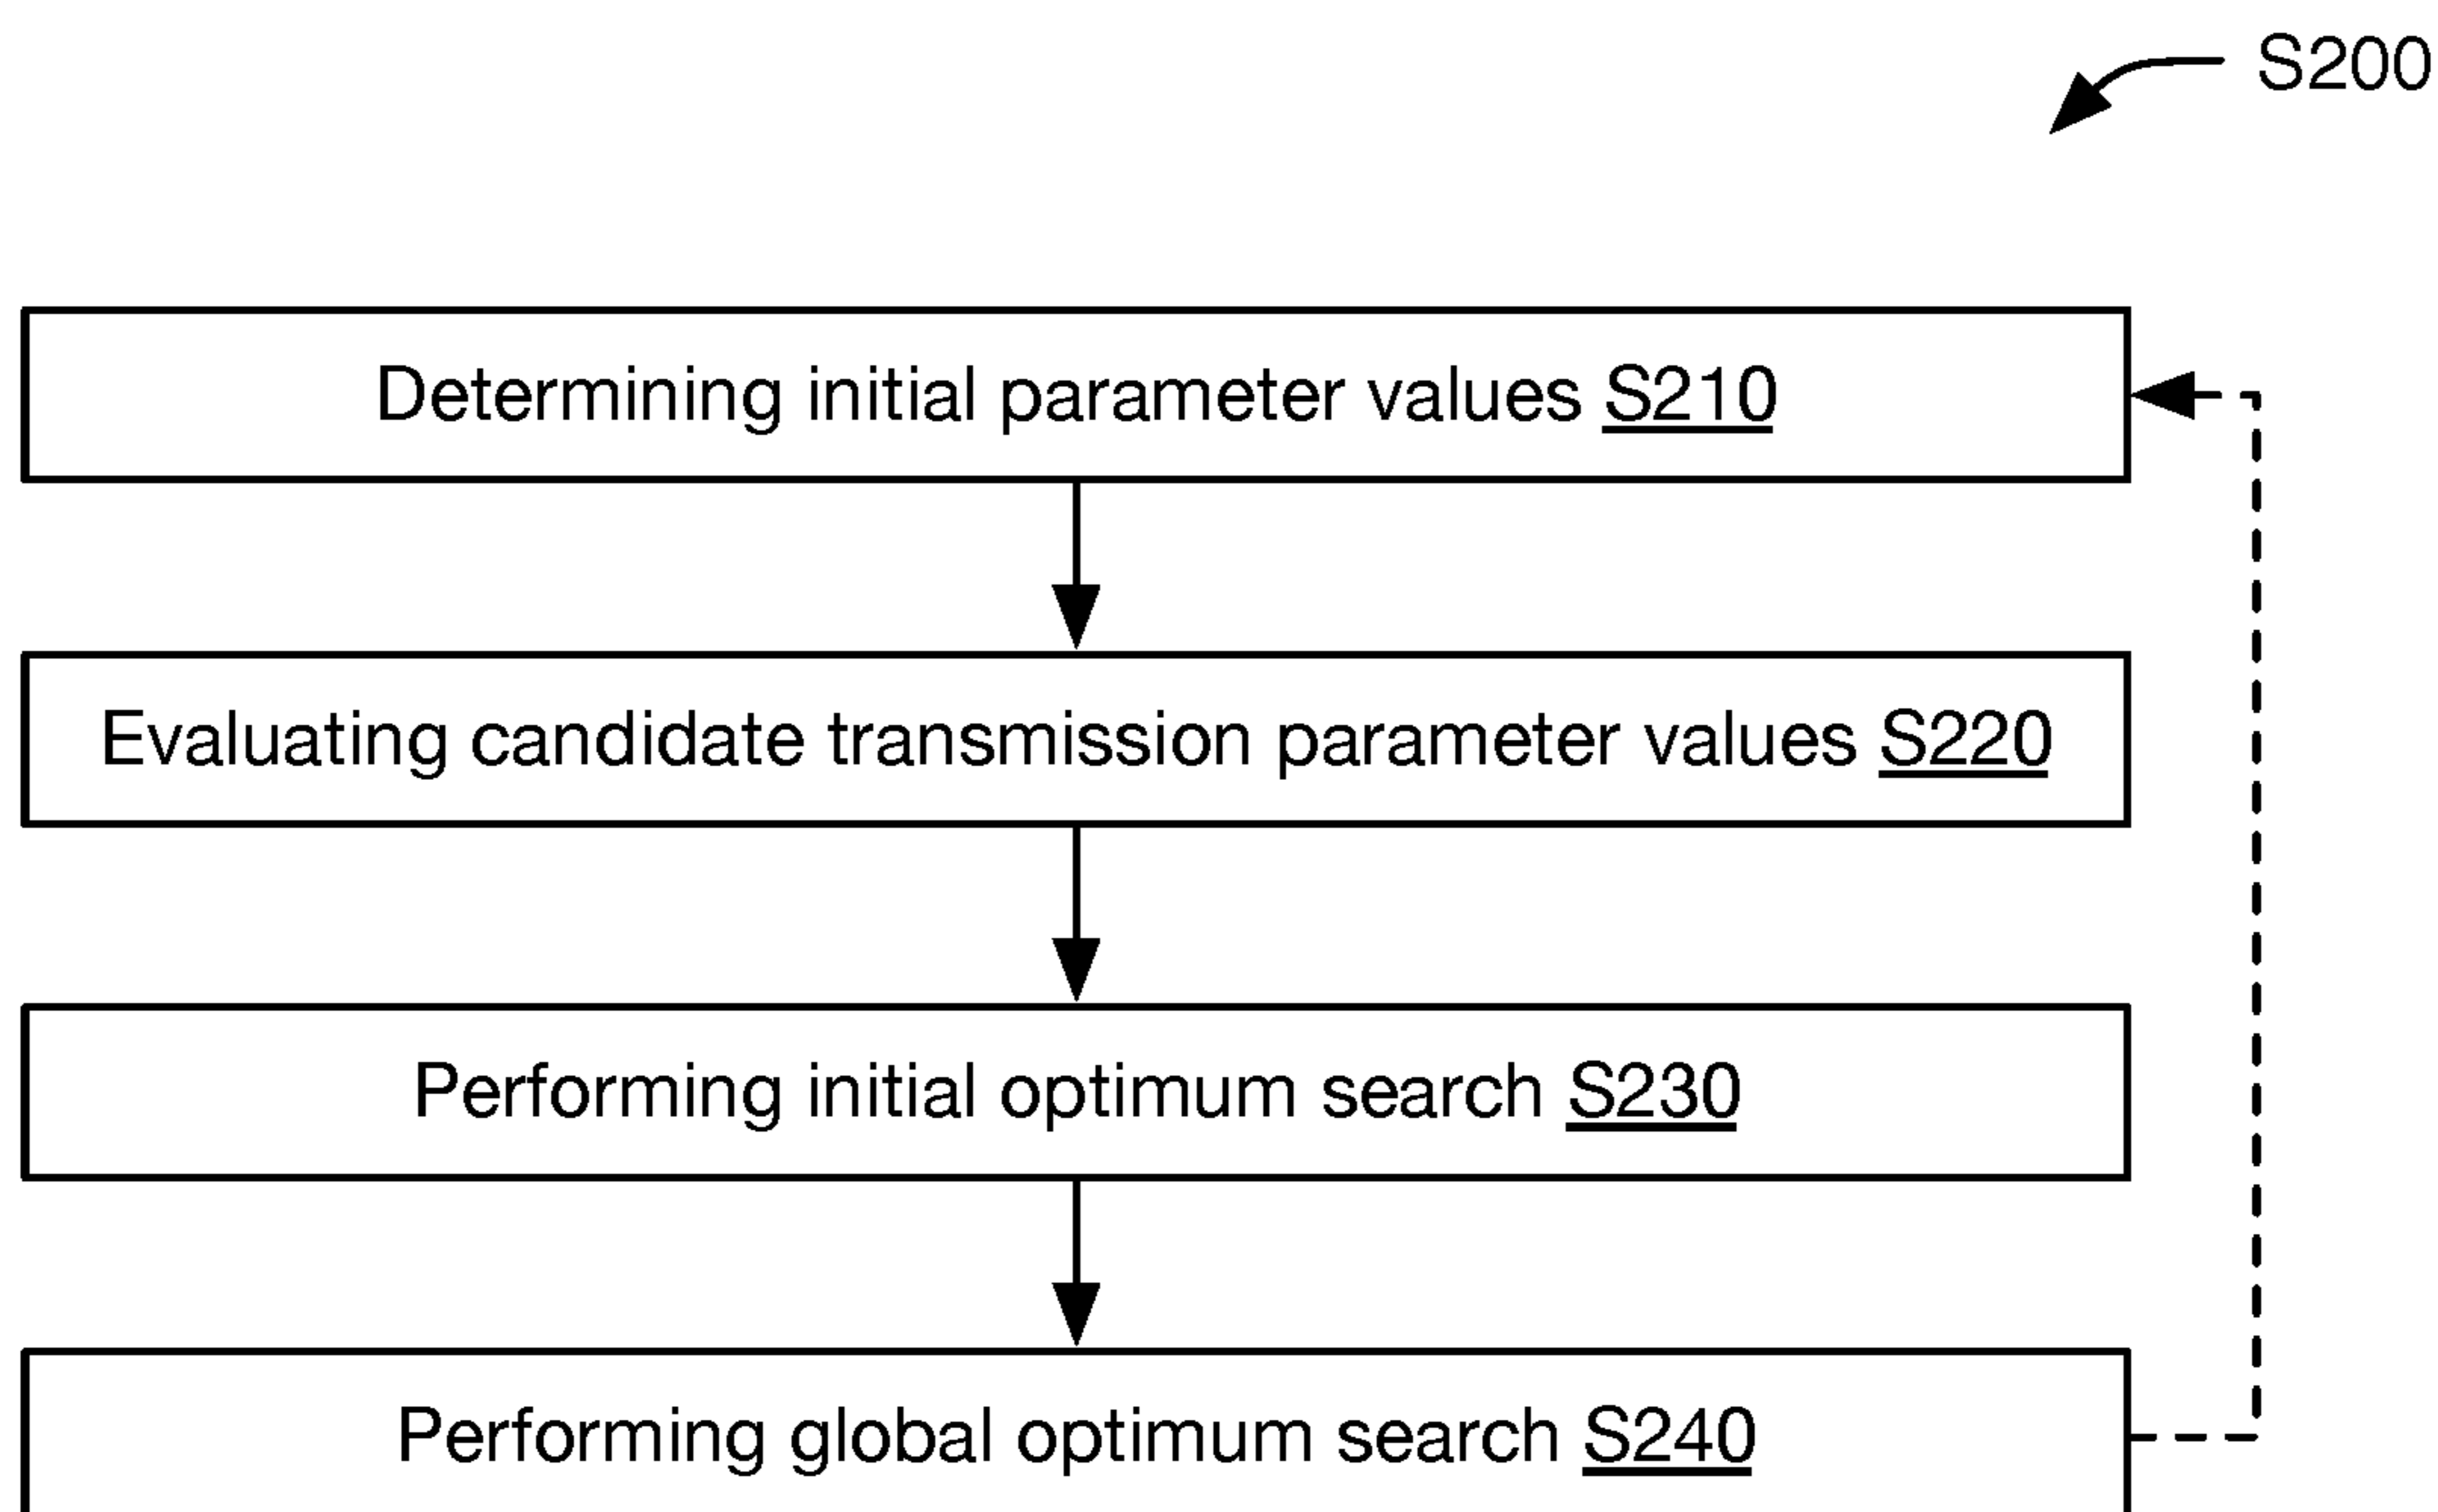 S200
Determining initial parameter values S210
Evaluating candidate transmission parameter values S220
Performing initial optimum search S230
Performing global optimum search S240